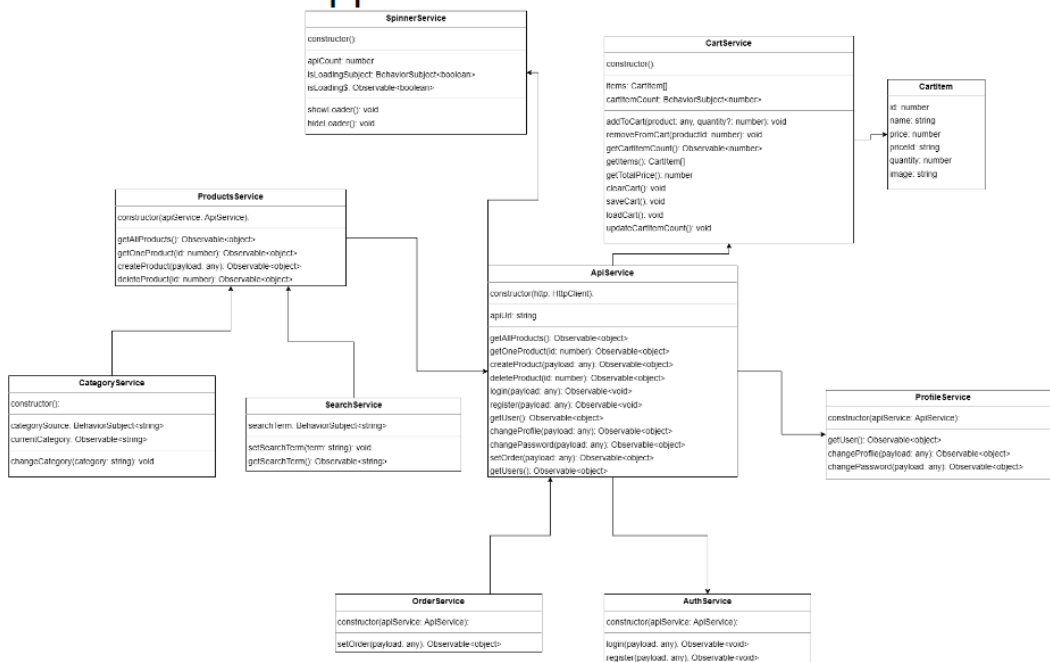 SpinnerService
constructor():
apiCount: number
isLoadingSubject: BehaviorSubject<boolean>
isLoading$: Observable<boolean>
showLoader(): void
hideLoader(): void
CartService
constructor():
items: CartItem[]
cartItemCount: BehaviorSubject<number>
addToCart(product: any, quantity?: number): void
removeFromCart(productId: number): void
getCartItemCount(): Observable<number>
getItems(): CartItem[]
getTotalPrice(): number
clearCart(): void
saveCart(): void
loadCart(): void
updateCartItemCount(): void
CartItem
id: number
name: string
price: number
priceId: string
quantity: number
image: string
ProductsService
constructor(apiService: ApiService):
getAllProducts(): Observable<object>
getOneProduct(id: number): Observable<object>
createProduct(payload: any): Observable<object>
deleteProduct(id: number): Observable<object>
ApiService
constructor(http: HttpClient):
apiUrl: string
getAllProducts(): Observable<object>
getOneProduct(id: number): Observable<object>
createProduct(payload: any): Observable<object>
deleteProduct(id: number): Observable<object>
login(payload: any): Observable<void>
register(payload: any): Observable<void>
getUser(): Observable<object>
changeProfile(payload: any): Observable<object>
changePassword(payload: any): Observable<object>
setOrder(payload: any): Observable<object>
getUsers(): Observable<object>
CategoryService
constructor():
categorySource: BehaviorSubject<string>
currentCategory: Observable<string>
changeCategory(category: string): void
SearchService
searchTerm: BehaviorSubject<string>
setSearchTerm(term: string): void
getSearchTerm(): Observable<string>
ProfileService
constructor(apiService: ApiService):
getUser(): Observable<object>
changeProfile(payload: any): Observable<object>
changePassword(payload: any): Observable<object>
OrderService
constructor(apiService: ApiService):
setOrder(payload: any): Observable<object>
AuthService
constructor(apiService: ApiService):
login(payload: any): Observable<void>
register(payload: any): Observable<void>